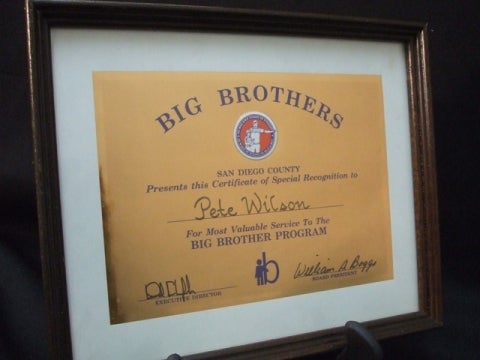 BIG BROTHERS
SAN DIEGO COUNTY
Presents this Certificate of Special Recognition to
Pete Wilson
For Most Valuable Service To The
BIG BROTHER PROGRAM
William A. Boggs
EXECUTIVE DIRECTOR
BOARD PRESIDENT